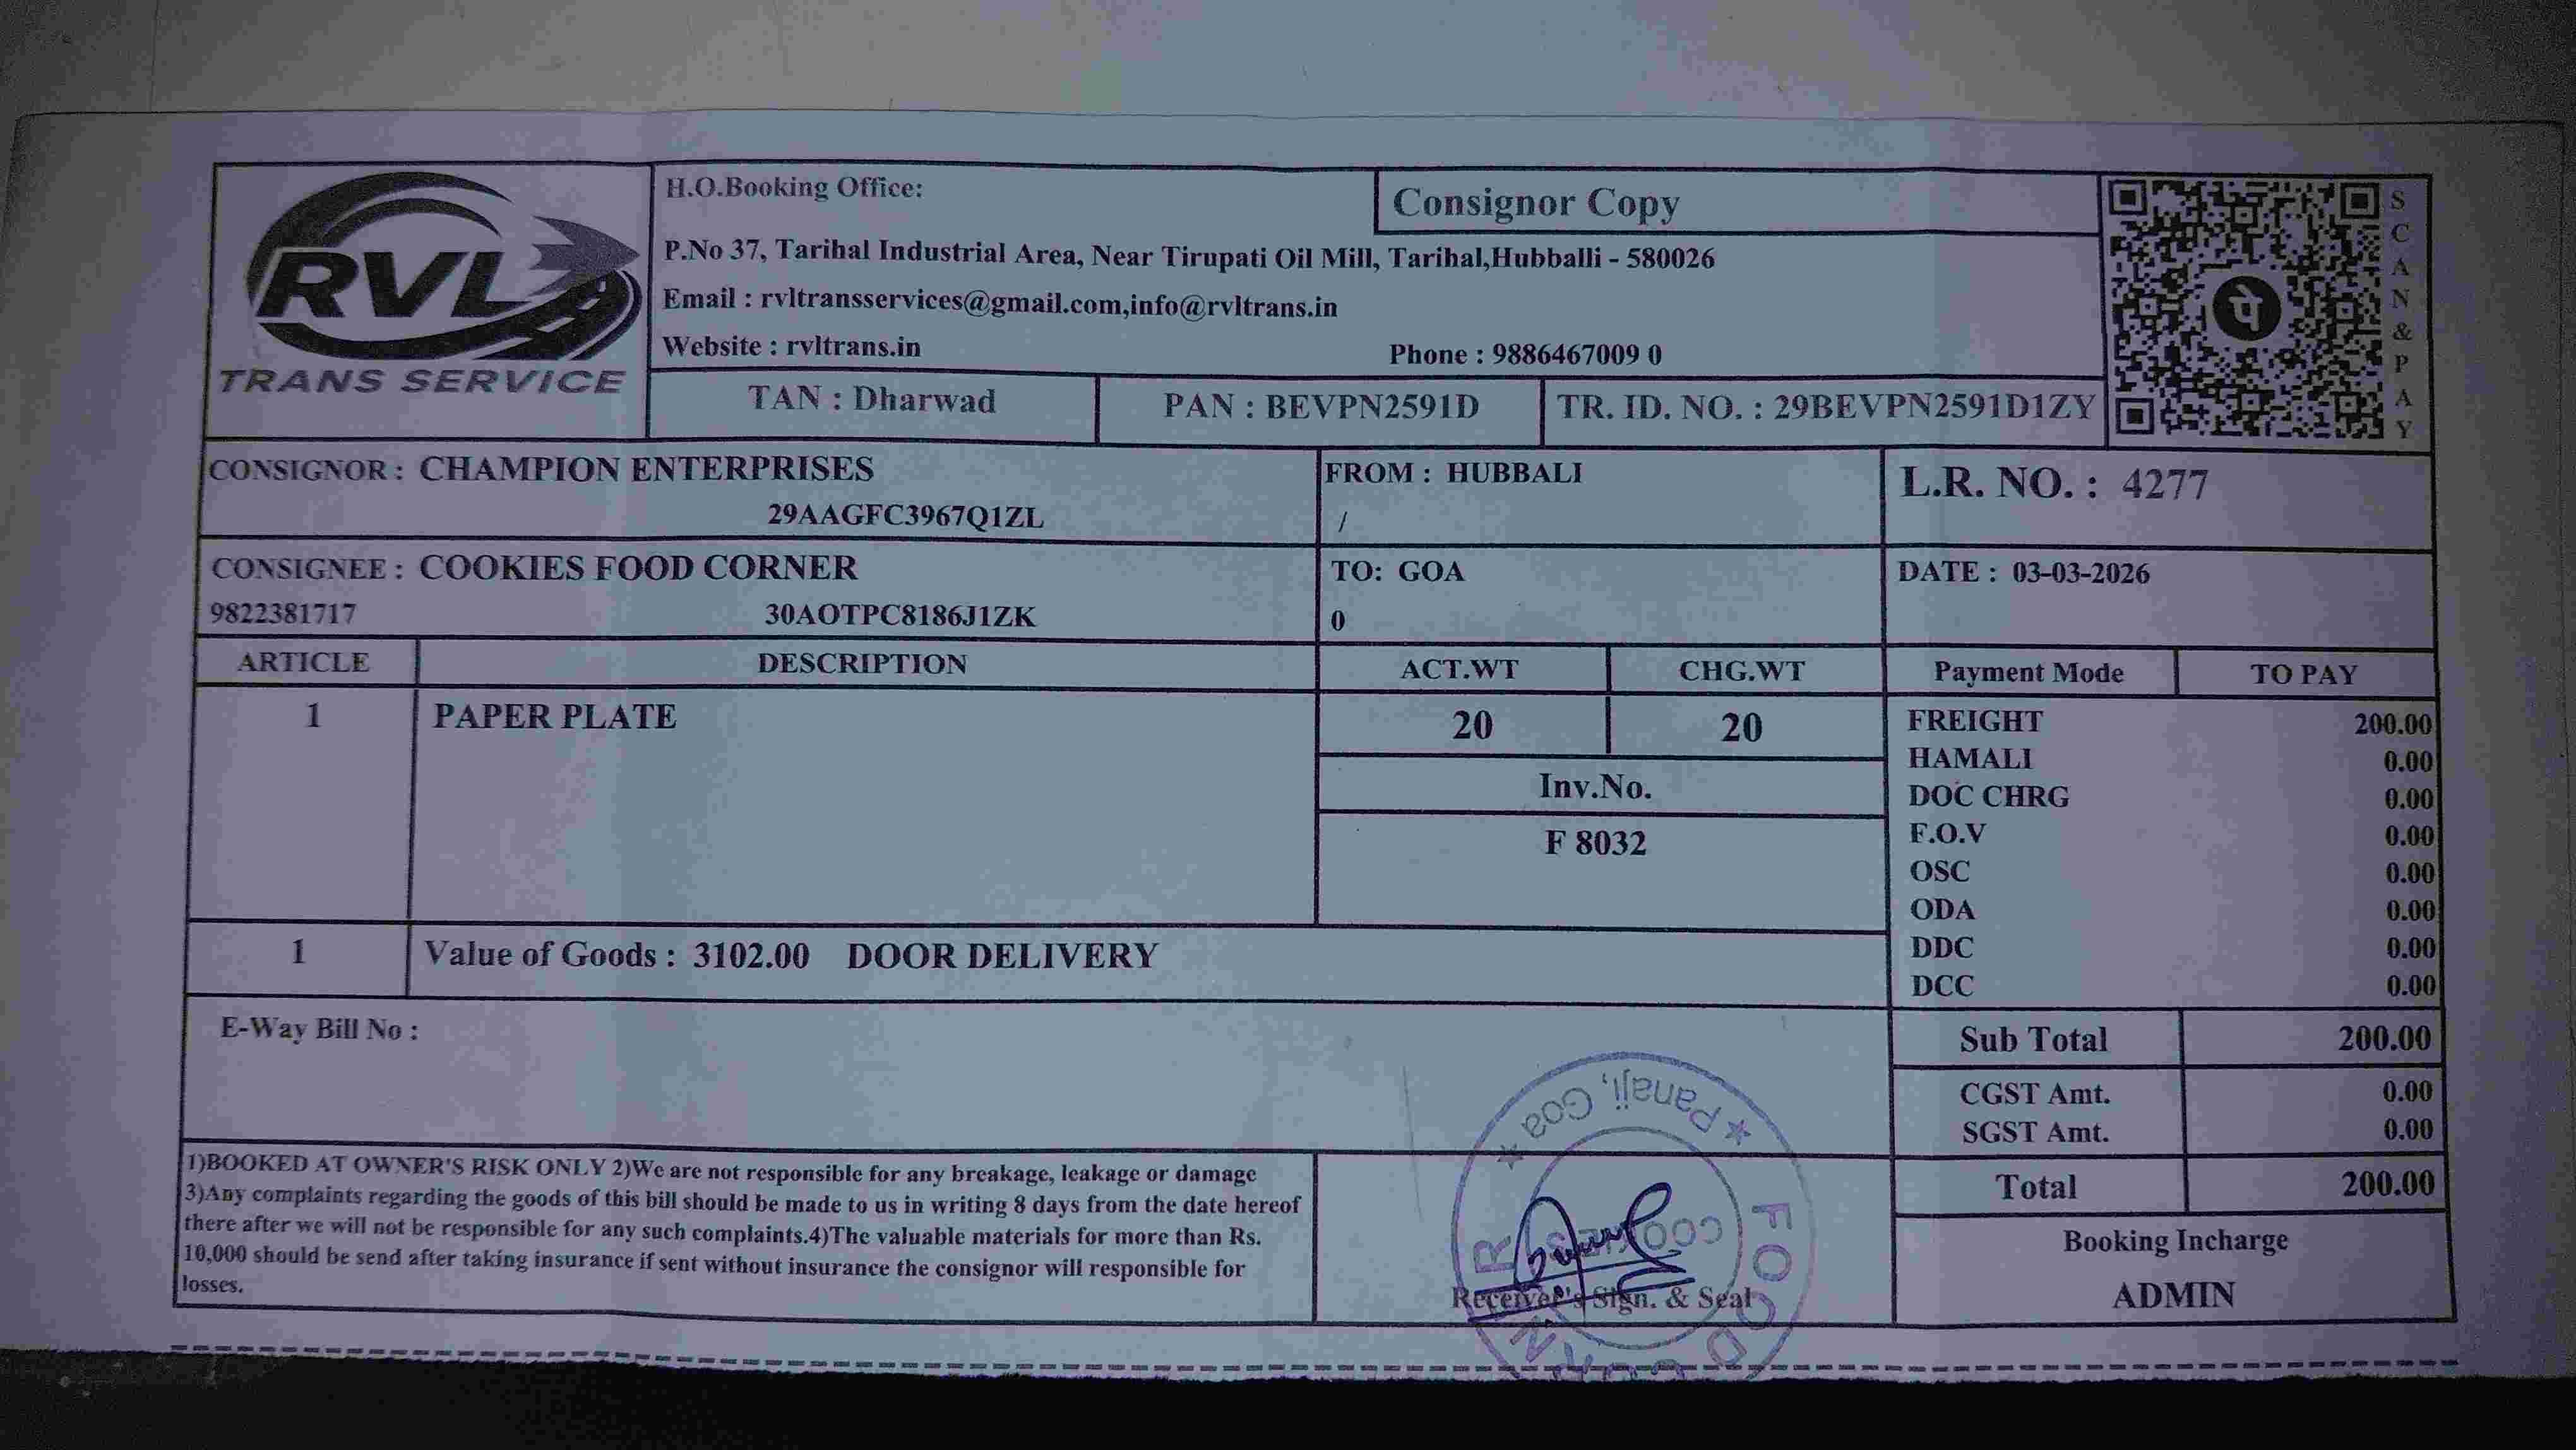 RVL
TRANS SERVICE
H.O.Booking Office:
Consignor Copy
P.No 37, Tarihal Industrial Area, Near Tirupati Oil Mill, Tarihal,Hubballi - 580026
Email : rvltransservices@gmail.com,info@rvltrans.in
Website : rvltrans.in Phone : 9886467009 0
TAN : Dharwad PAN : BEVPN2591D TR. ID. NO. : 29BEVPN2591D1ZY
पे
SCAN & PAY
CONSIGNOR : CHAMPION ENTERPRISES FROM : HUBBALI L.R. NO. : 4277
29AAGFC3967Q1ZL /
CONSIGNEE : COOKIES FOOD CORNER TO: GOA DATE : 03-03-2026
9822381717 30AOTPC8186J1ZK 0
ARTICLE DESCRIPTION ACT.WT CHG.WT Payment Mode TO PAY
1 PAPER PLATE 20 20 FREIGHT 200.00
HAMALI 0.00
Inv.No. DOC CHRG 0.00
F 8032 F.O.V 0.00
OSC 0.00
ODA 0.00
1 Value of Goods : 3102.00 DOOR DELIVERY DDC 0.00
DCC 0.00
E-Way Bill No : Sub Total 200.00
CGST Amt. 0.00
SGST Amt. 0.00
Total 200.00
1)BOOKED AT OWNER'S RISK ONLY 2)We are not responsible for any breakage, leakage or damage
3)Any complaints regarding the goods of this bill should be made to us in writing 8 days from the date hereof
there after we will not be responsible for any such complaints.4)The valuable materials for more than Rs.
10,000 should be send after taking insurance if sent without insurance the consignor will responsible for
losses.
★ Panaji, Goa ★
FOOD CORNER
COOKIES
Receiver's Sign. & Seal
Booking Incharge
ADMIN